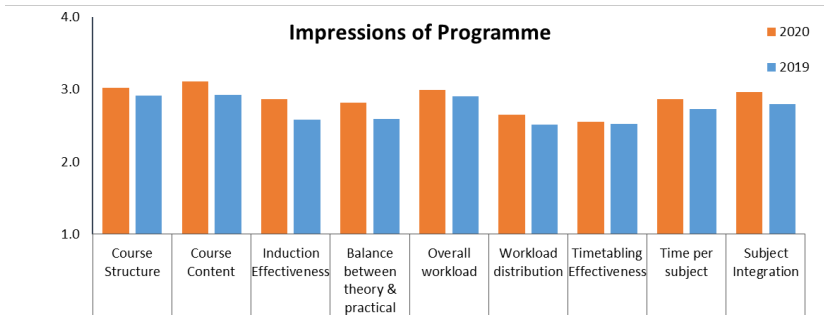 Impressions of Programme
2020
2019
4.0
3.0
2.0
1.0
Course
Structure
Course
Content
Induction
Effectiveness
Balance
between
theory &
practical
Overall
workload
Workload
distribution
Timetabling
Effectiveness
Time per
subject
Subject
Integration